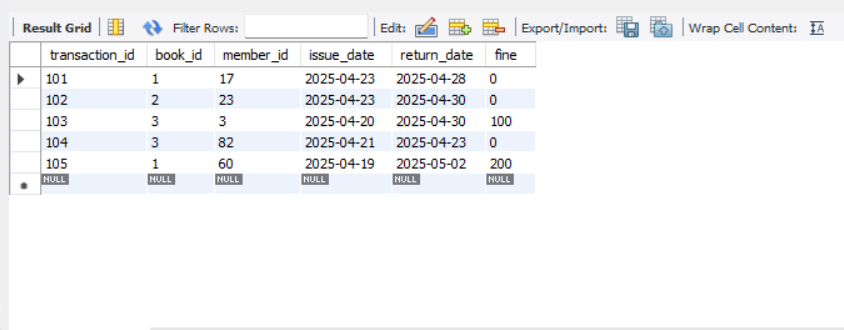 Result Grid Filter Rows: Edit: Export/Import: Wrap Cell Content: IA
transaction_id book_id member_id issue_date return_date fine
101 1 17 2025-04-23 2025-04-28 0
102 2 23 2025-04-23 2025-04-30 0
103 3 3 2025-04-20 2025-04-30 100
104 3 82 2025-04-21 2025-04-23 0
105 1 60 2025-04-19 2025-05-02 200
NULL NULL NULL NULL NULL NULL